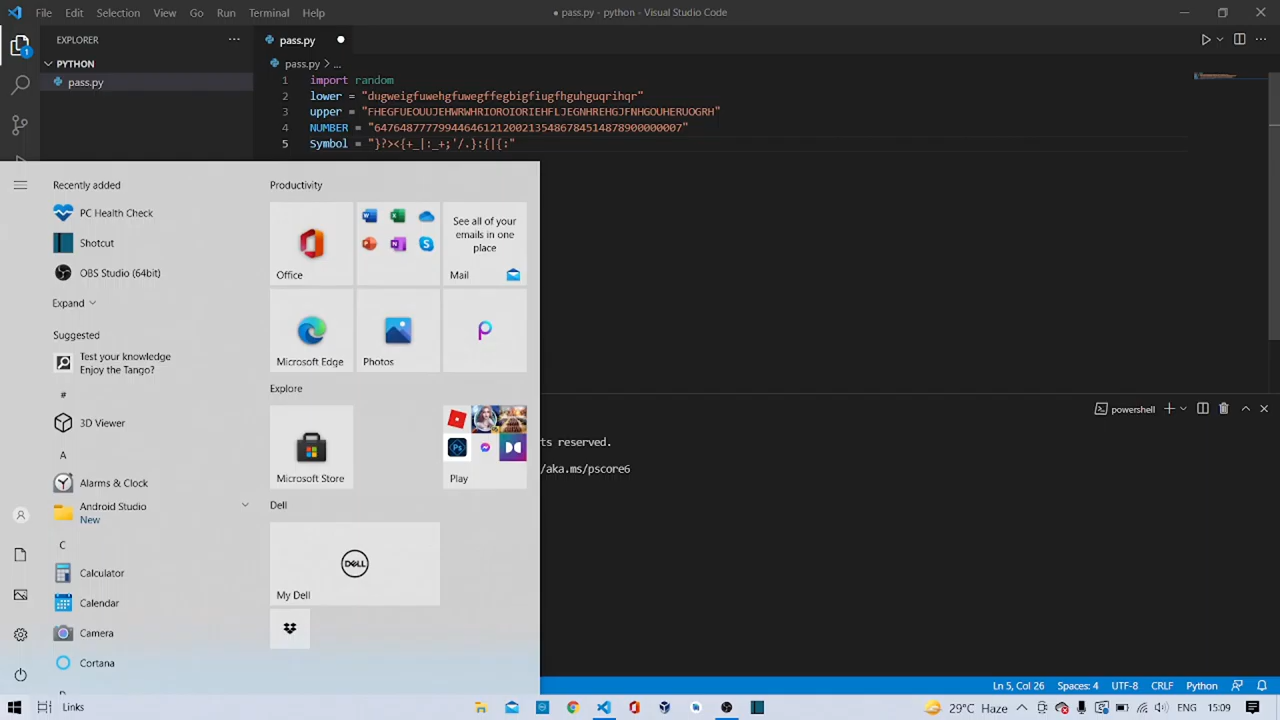 File Edit Selection View Go Run Terminal Help
● pass.py - python - Visual Studio Code
EXPLORER
PYTHON
pass.py
1
pass.py
pass.py > ...
1 import random
2 lower = "dugweigfuwehgfuwegffegbigfiugfhguhguqrihqr"
3 upper = "FHEGFUEOUUJEHWRWHRIOROIORIEHFLJEGNHREHGJFNHGOUHERUOGRH"
4 NUMBER = "64764877779944646121200213548678451487890000000​7"
5 Symbol = "}?><{+_|:_+;'/.}:{|{:"
Recently added
PC Health Check
Shotcut
OBS Studio (64bit)
Expand
Suggested
Test your knowledge
Enjoy the Tango?
#
3D Viewer
A
Alarms & Clock
Android Studio
New
C
Calculator
Calendar
Camera
Cortana
Productivity
Office
See all of your
emails in one
place
Mail
Microsoft Edge
Photos
Explore
Microsoft Store
Play
Dell
DELL
My Dell
powershell
ts reserved.
/aka.ms/pscore6
Ln 5, Col 26 Spaces: 4 UTF-8 CRLF Python
Links
29°C Haze
ENG
15:09